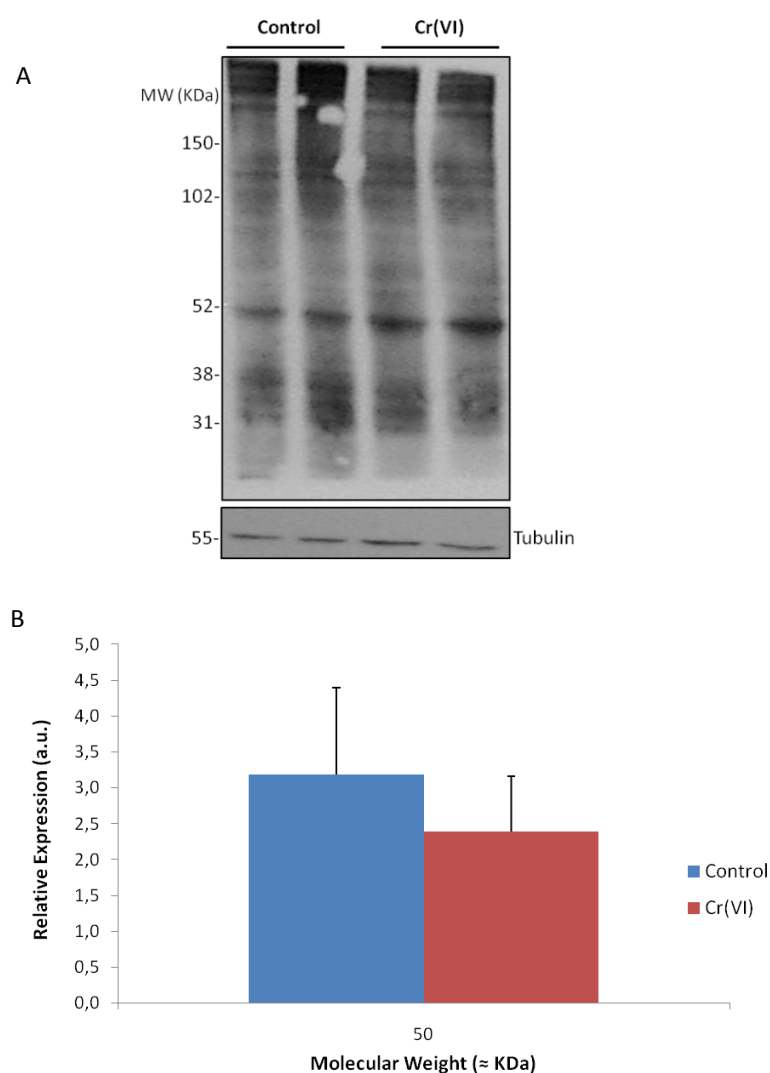 Control Cr(VI)
A
MW (KDa)
150-
102-
52-
38-
31-
55- Tubulin
B
5,0
4,5
4,0
3,5
3,0
2,5
2,0
1,5
1,0
0,5
0,0
Relative Expression (a.u.)
Control
Cr(VI)
50
Molecular Weight (≈ KDa)